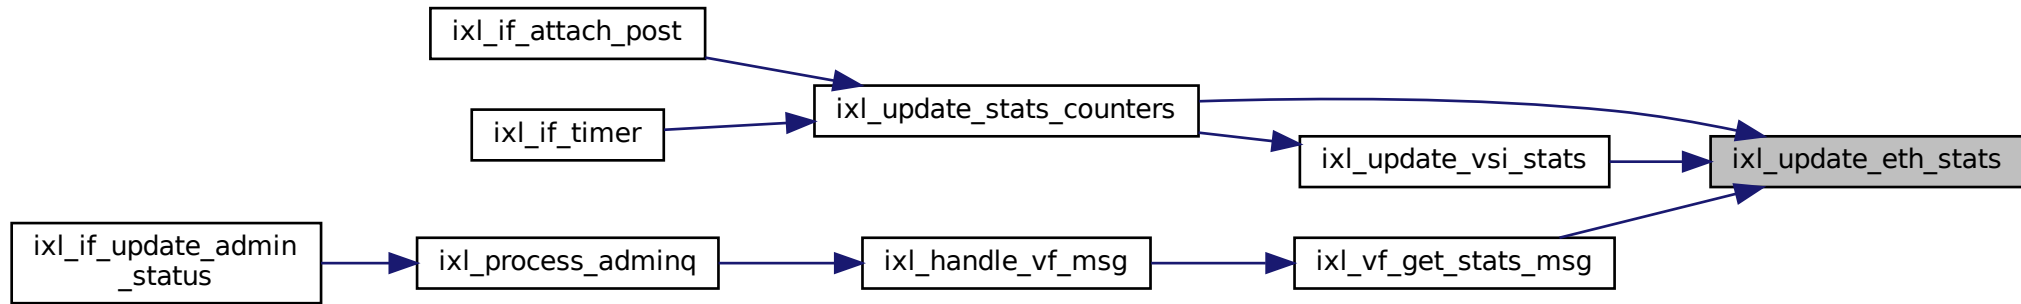 ixl_if_attach_post
ixl_update_stats_counters
ixl_if_timer
ixl_update_vsi_stats
ixl_update_eth_stats
ixl_if_update_admin
_status
ixl_process_adminq
ixl_handle_vf_msg
ixl_vf_get_stats_msg